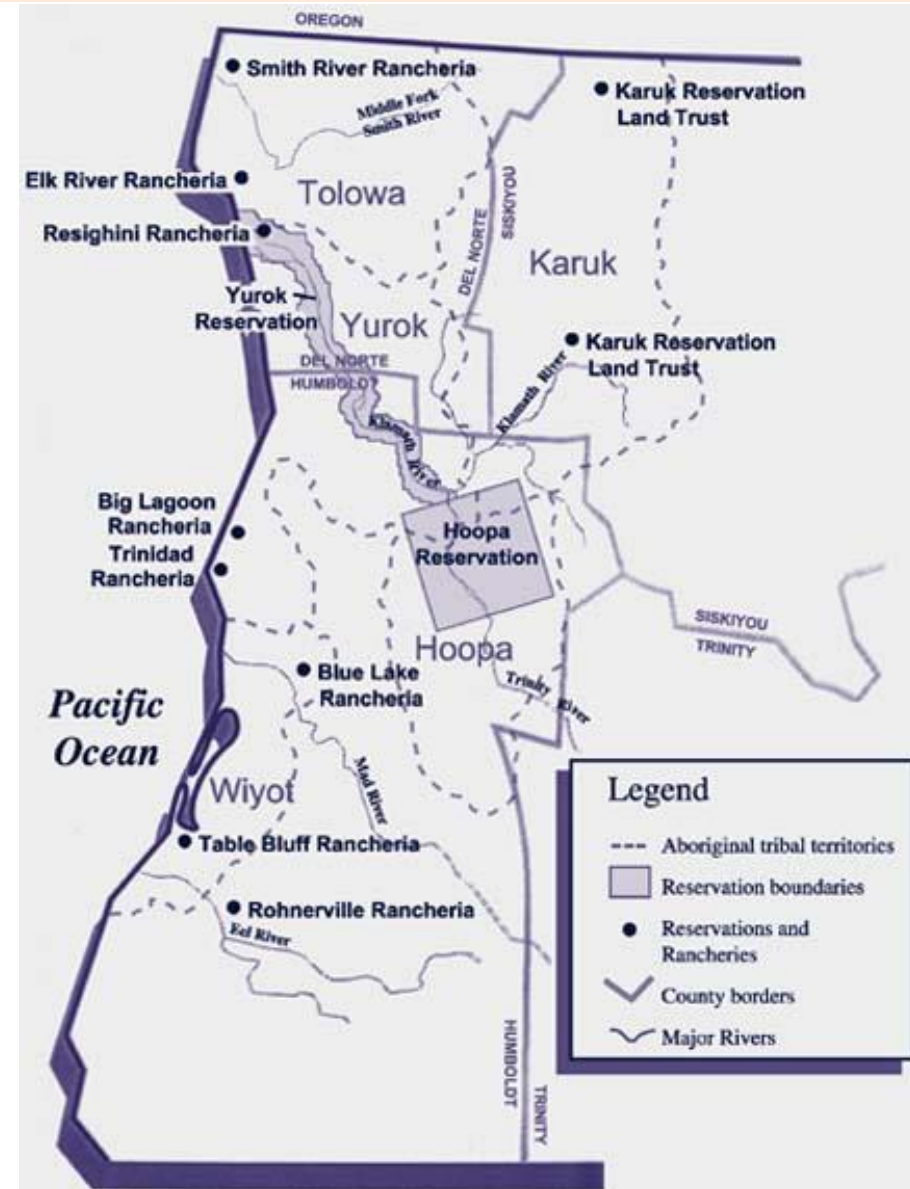 OREGON
Smith River Rancheria
Middle Fork
Smith River
Karuk Reservation
Land Trust
Elk River Rancheria
Tolowa
Resighini Rancheria
DEL NORTE
SISKIYOU
Karuk
Yurok
Reservation
Yurok
DEL NORTE
HUMBOLDT
Karuk Reservation
Land Trust
Klamath River
Klamath River
Big Lagoon
Rancheria
Trinidad
Rancheria
Hoopa
Reservation
Hoopa
SISKIYOU
TRINITY
Blue Lake
Rancheria
Trinity River
Pacific
Ocean
Mad River
Wiyot
Table Bluff Rancheria
Rohnerville Rancheria
Eel River
HUMBOLDT
TRINITY
Legend
Aboriginal tribal territories
Reservation boundaries
Reservations and
Rancheries
County borders
Major Rivers